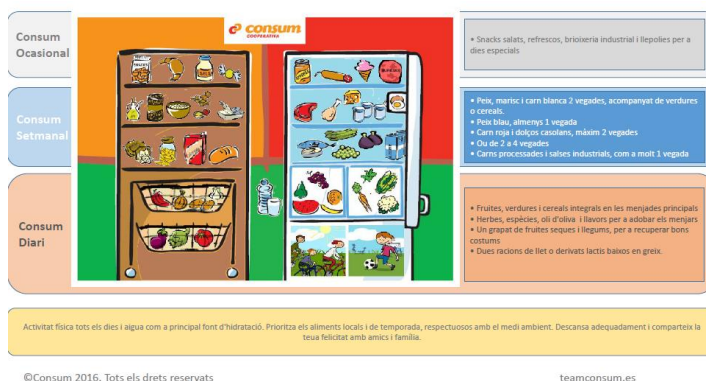 consum
COOPERATIVA
Consum
Ocasional
• Snacks salats, refrescos, brioixeria industrial i llepolies per a
dies especials
Consum
Setmanal
• Peix, marisc i carn blanca 2 vegades, acompanyat de verdures
o cereals.
• Peix blau, almenys 1 vegada
• Carn roja i dolços casolans, màxim 2 vegades
• Ou de 2 a 4 vegades
• Carns processades i salses industrials, com a molt 1 vegada
Consum
Diari
• Fruites, verdures i cereals integrals en les menjades principals
• Herbes, espècies, oli d'oliva i llavors per a adobar els menjars
• Un grapat de fruites seques i llegums, per a recuperar bons
costums
• Dues racions de llet o derivats lactis baixos en greix.
Activitat física tots els dies i aigua com a principal font d'hidratació. Prioritza els aliments locals i de temporada, respectuosos amb el medi ambient. Descansa adequadament i comparteix la
teua felicitat amb amics i família.
©Consum 2016. Tots els drets reservats
teamconsum.es